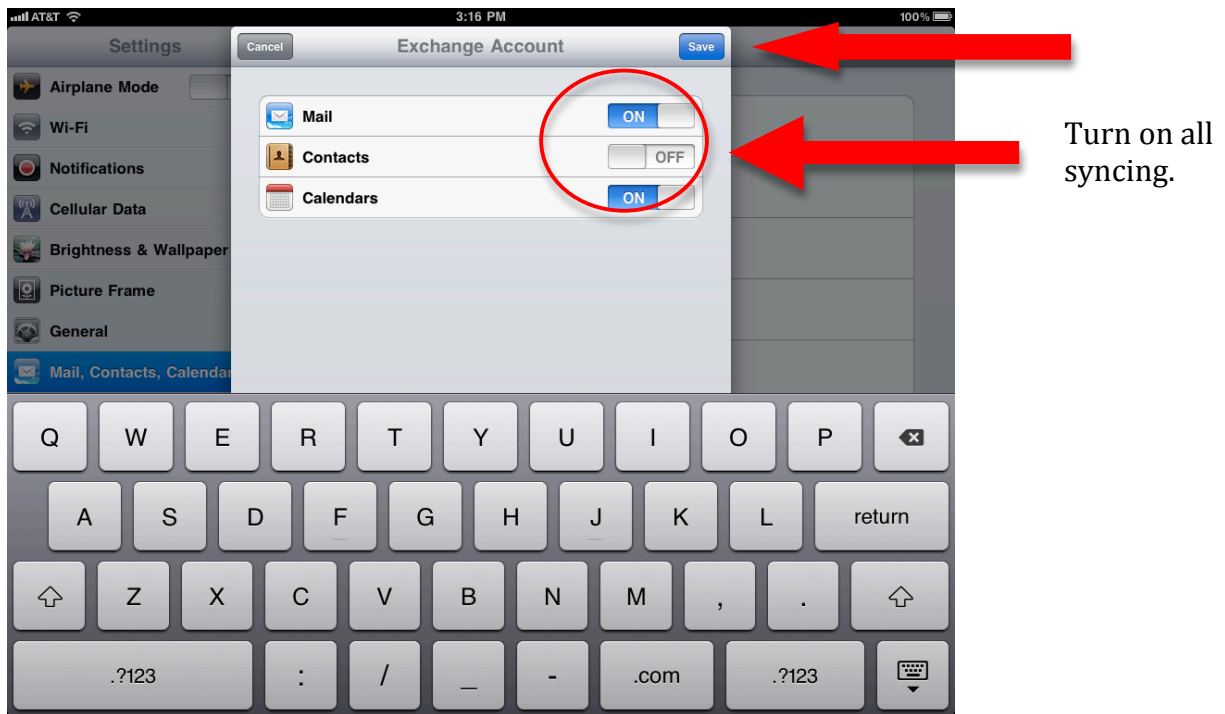 AT&T 3:16 PM 100%
Settings
Cancel Exchange Account Save
Airplane Mode
Mail ON
Wi-Fi
Contacts OFF
Notifications
Calendars ON
Cellular Data
Brightness & Wallpaper
Picture Frame
General
Mail, Contacts, Calendar
Turn on all
syncing.
Q W E R T Y U I O P
A S D F G H J K L return
Z X C V B N M , .
.?123 : / _ - .com .?123